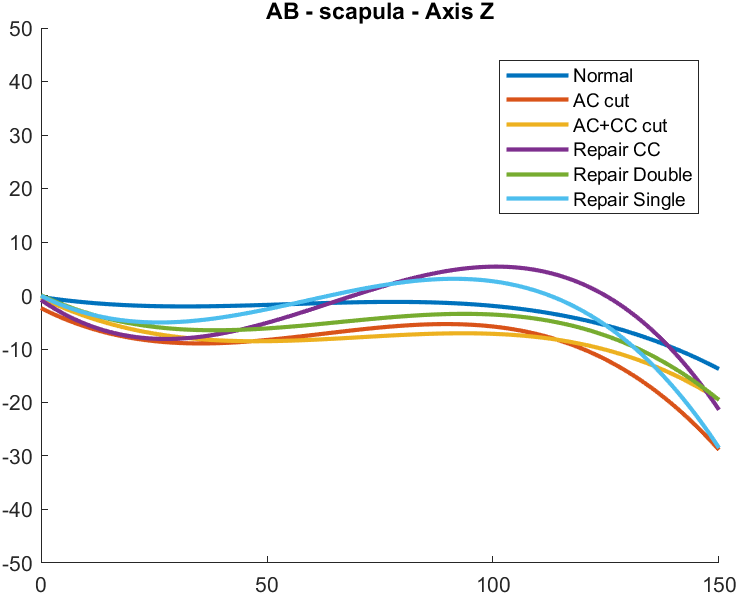 AB - scapula - Axis Z
50
40
30
20
10
0
-10
-20
-30
-40
-50
0
50
100
150
Normal
AC cut
AC+CC cut
Repair CC
Repair Double
Repair Single